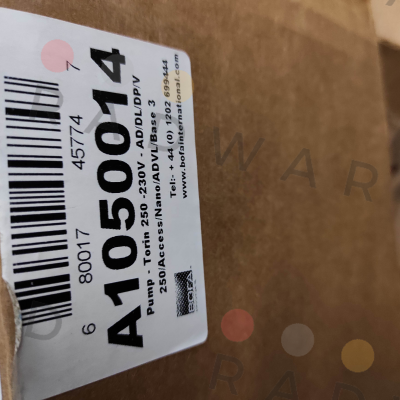 6 80017 45774 7
A1050014
Pump - Torin 250 -230V - AD/DL/DP/V
250/Access/Nano/ADVL/Base 3
Tel:- + 44 (0) 1202 699444
www.bofainternational.com
BOFA